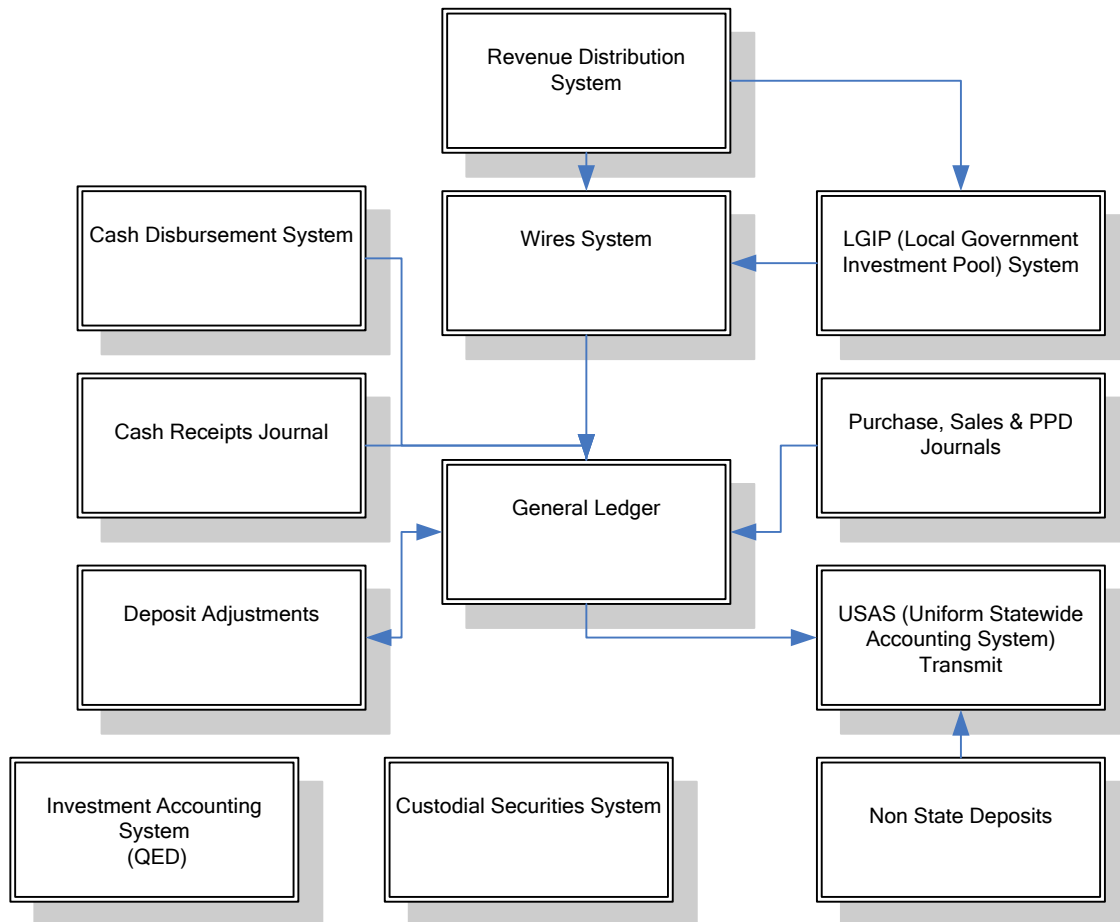 Revenue Distribution
System
Cash Disbursement System
Wires System
LGIP (Local Government
Investment Pool) System
Cash Receipts Journal
Purchase, Sales & PPD
Journals
General Ledger
Deposit Adjustments
USAS (Uniform Statewide
Accounting System)
Transmit
Investment Accounting
System
(QED)
Custodial Securities System
Non State Deposits